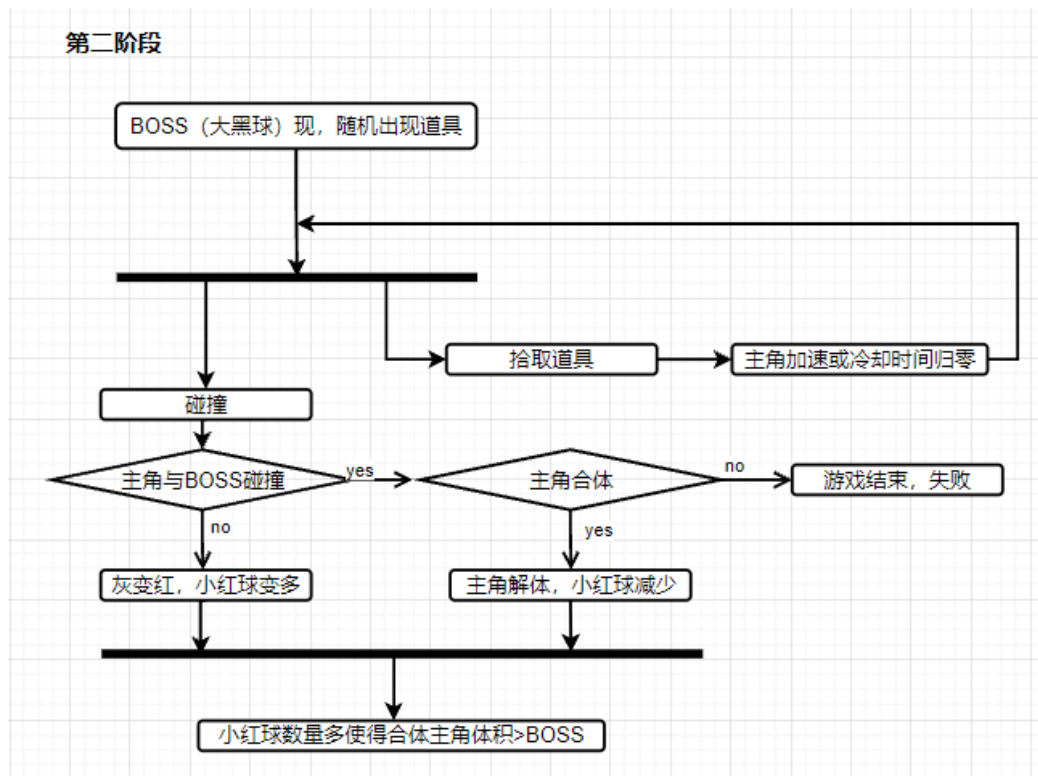 第二阶段
BOSS（大黑球）现，随机出现道具
拾取道具
主角加速或冷却时间归零
碰撞
主角与BOSS碰撞
yes
主角合体
no
游戏结束，失败
no
yes
灰变红，小红球变多
主角解体，小红球减少
小红球数量多使得合体主角体积>BOSS